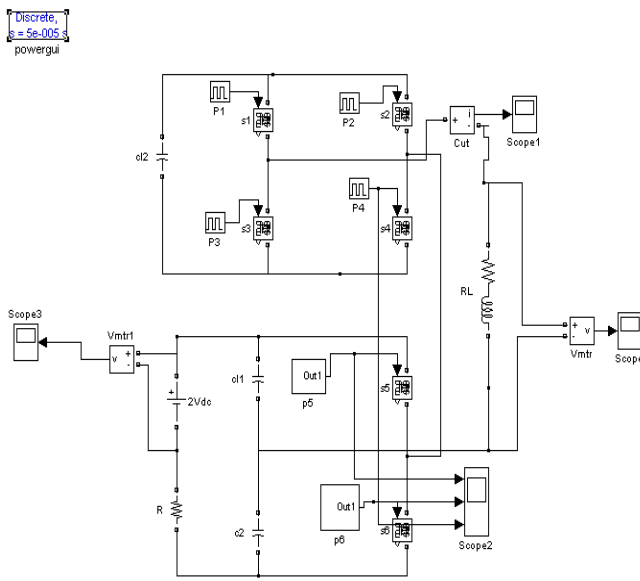 Discrete,
s = 5e-005 s
powergui
P1
s1
P2
s2
i
+
-
Cut
Scope1
cl2
P3
s3
P4
s4
RL
Scope3
Vmtr1
v
+
-
+
2Vdc
cl1
Out1
p5
s5
+
-
v
Vmtr
Scope
R
c2
Out1
p6
s6
Scope2